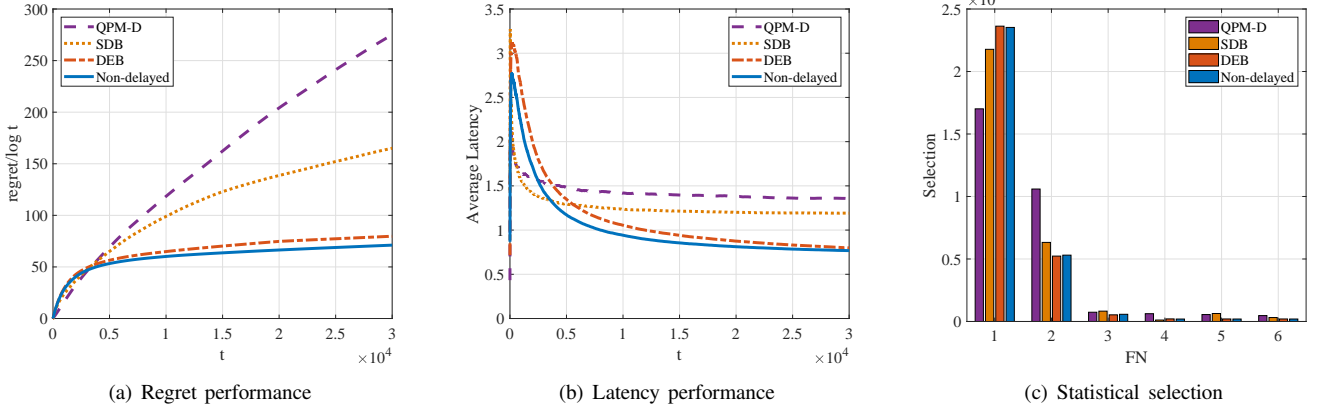 300
250
200
150
100
50
0
regret/log t
QPM-D
SDB
DEB
Non-delayed
0 0.5 1 1.5 2 2.5 3
t
×10⁴
(a) Regret performance
3.5
3
2.5
2
1.5
1
0.5
0
Average Latency
QPM-D
SDB
DEB
Non-delayed
0 0.5 1 1.5 2 2.5 3
t
×10⁴
(b) Latency performance
2.5
2
1.5
1
0.5
0
Selection
QPM-D
SDB
DEB
Non-delayed
1 2 3 4 5 6
FN
(c) Statistical selection